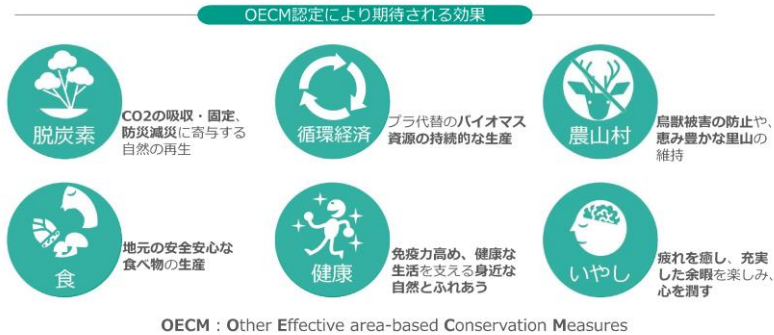 OECM認定により期待される効果
脱炭素
CO2の吸収・固定、
防災減災に寄与する
自然の再生
循環経済
プラ代替のバイオマス
資源の持続的な生産
農山村
鳥獣被害の防止や、
恵み豊かな里山の
維持
食
地元の安全安心な
食べ物の生産
健康
免疫力高め、健康な
生活を支える身近な
自然とふれあう
いやし
疲れを癒し、充実
した余暇を楽しみ、
心を潤す
OECM：Other Effective area-based Conservation Measures